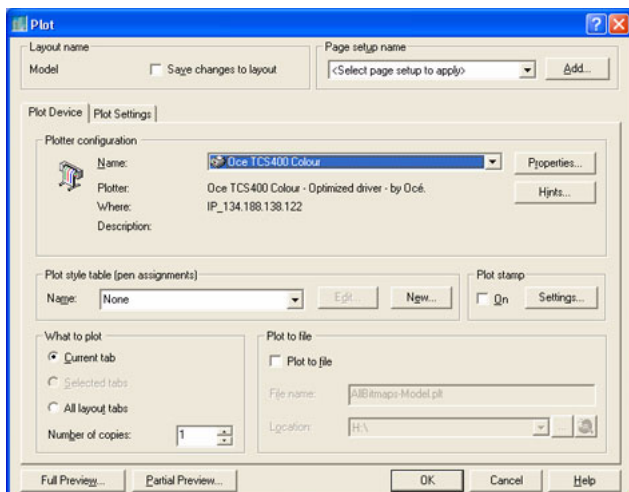 Plot
Layout name
Model
Save changes to layout
Page setup name
<Select page setup to apply>
Add...
Plot Device
Plot Settings
Plotter configuration
Name:
Oce TCS400 Colour
Properties...
Plotter:
Oce TCS400 Colour - Optimized driver - by Océ.
Hints...
Where:
IP_134.188.138.122
Description:
Plot style table (pen assignments)
Name:
None
Edit...
New...
Plot stamp
On
Settings...
What to plot
Current tab
Selected tabs
All layout tabs
Number of copies:
1
Plot to file
Plot to file
File name:
AllBitmaps-Model.plt
Location:
H:\
...
Full Preview...
Partial Preview...
OK
Cancel
Help